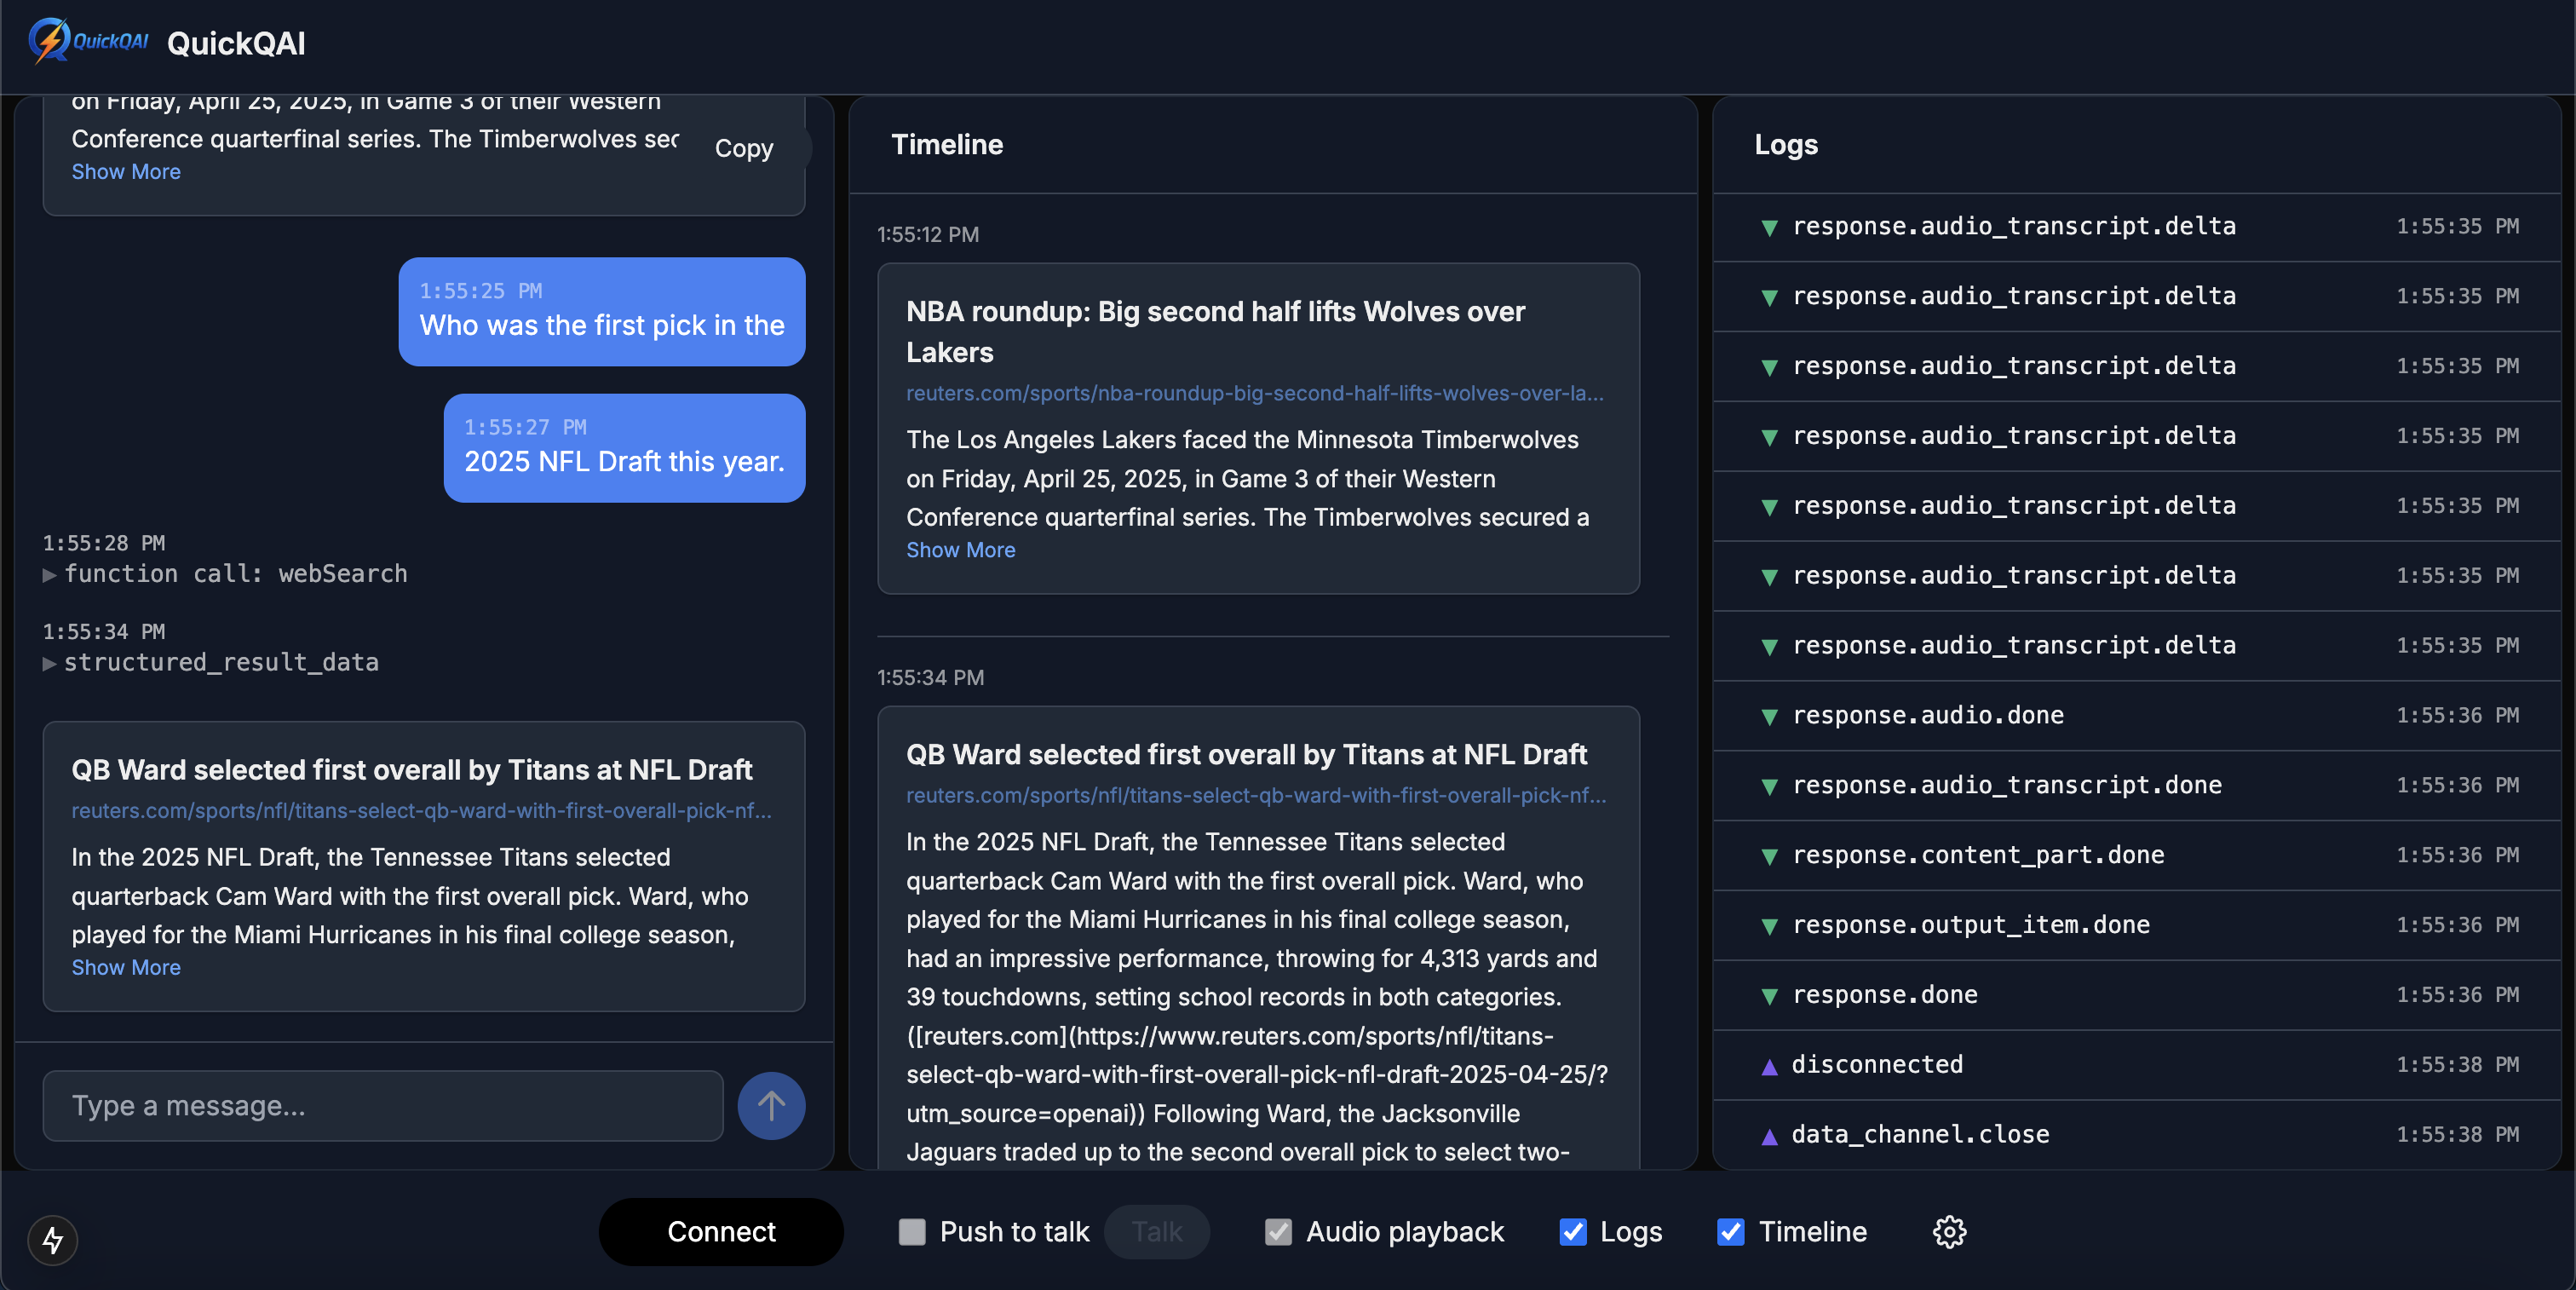 QuickQAI
QuickQAI
on Friday, April 25, 2025, in Game 3 of their Western
Conference quarterfinal series. The Timberwolves sec
Copy
Show More
1:55:25 PM
Who was the first pick in the
1:55:27 PM
2025 NFL Draft this year.
1:55:28 PM
▶ function call: webSearch
1:55:34 PM
▶ structured_result_data
QB Ward selected first overall by Titans at NFL Draft
reuters.com/sports/nfl/titans-select-qb-ward-with-first-overall-pick-nf...
In the 2025 NFL Draft, the Tennessee Titans selected
quarterback Cam Ward with the first overall pick. Ward, who
played for the Miami Hurricanes in his final college season,
Show More
Type a message...
Timeline
1:55:12 PM
NBA roundup: Big second half lifts Wolves over
Lakers
reuters.com/sports/nba-roundup-big-second-half-lifts-wolves-over-la...
The Los Angeles Lakers faced the Minnesota Timberwolves
on Friday, April 25, 2025, in Game 3 of their Western
Conference quarterfinal series. The Timberwolves secured a
Show More
1:55:34 PM
QB Ward selected first overall by Titans at NFL Draft
reuters.com/sports/nfl/titans-select-qb-ward-with-first-overall-pick-nf...
In the 2025 NFL Draft, the Tennessee Titans selected
quarterback Cam Ward with the first overall pick. Ward, who
played for the Miami Hurricanes in his final college season,
had an impressive performance, throwing for 4,313 yards and
39 touchdowns, setting school records in both categories.
([reuters.com](https://www.reuters.com/sports/nfl/titans-
select-qb-ward-with-first-overall-pick-nfl-draft-2025-04-25/?
utm_source=openai)) Following Ward, the Jacksonville
Jaguars traded up to the second overall pick to select two-
Logs
▼ response.audio_transcript.delta 1:55:35 PM
▼ response.audio_transcript.delta 1:55:35 PM
▼ response.audio_transcript.delta 1:55:35 PM
▼ response.audio_transcript.delta 1:55:35 PM
▼ response.audio_transcript.delta 1:55:35 PM
▼ response.audio_transcript.delta 1:55:35 PM
▼ response.audio_transcript.delta 1:55:35 PM
▼ response.audio.done 1:55:36 PM
▼ response.audio_transcript.done 1:55:36 PM
▼ response.content_part.done 1:55:36 PM
▼ response.output_item.done 1:55:36 PM
▼ response.done 1:55:36 PM
▲ disconnected 1:55:38 PM
▲ data_channel.close 1:55:38 PM
Connect
Push to talk
Talk
Audio playback
Logs
Timeline